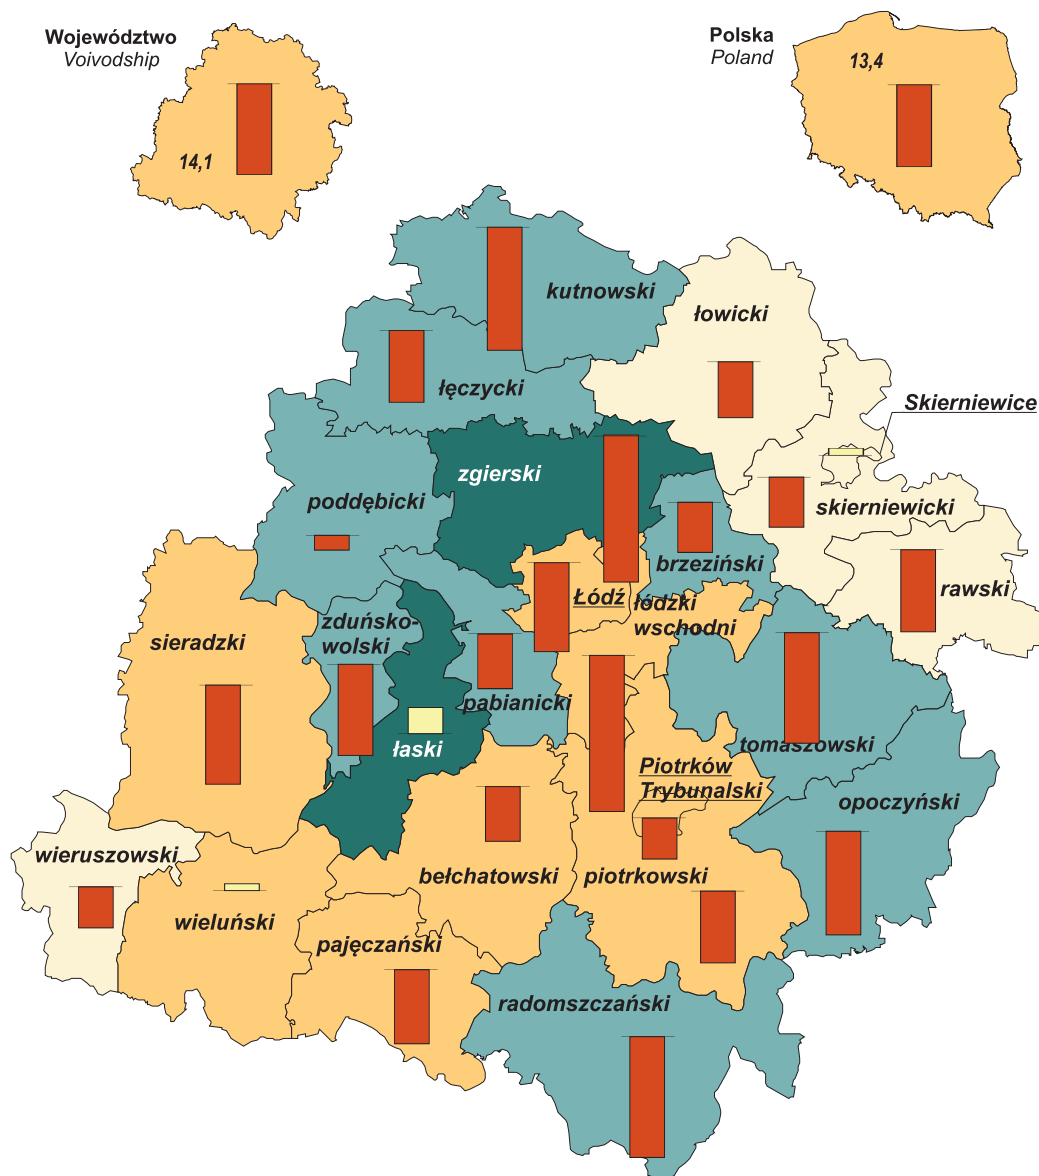 Województwo
Voivodship
14,1
Polska
Poland
13,4
kutnowski
łowicki
łęczycki
Skierniewice
zgierski
poddębicki
skierniewicki
brzeziński
rawski
Łódź
łódzki
wschodni
zduńsko-
wolski
sieradzki
pabianicki
łaski
tomaszowski
Piotrków
Trybunalski
opoczyński
wieruszowski
bełchatowski
piotrkowski
wieluński
pajęczański
radomszczański